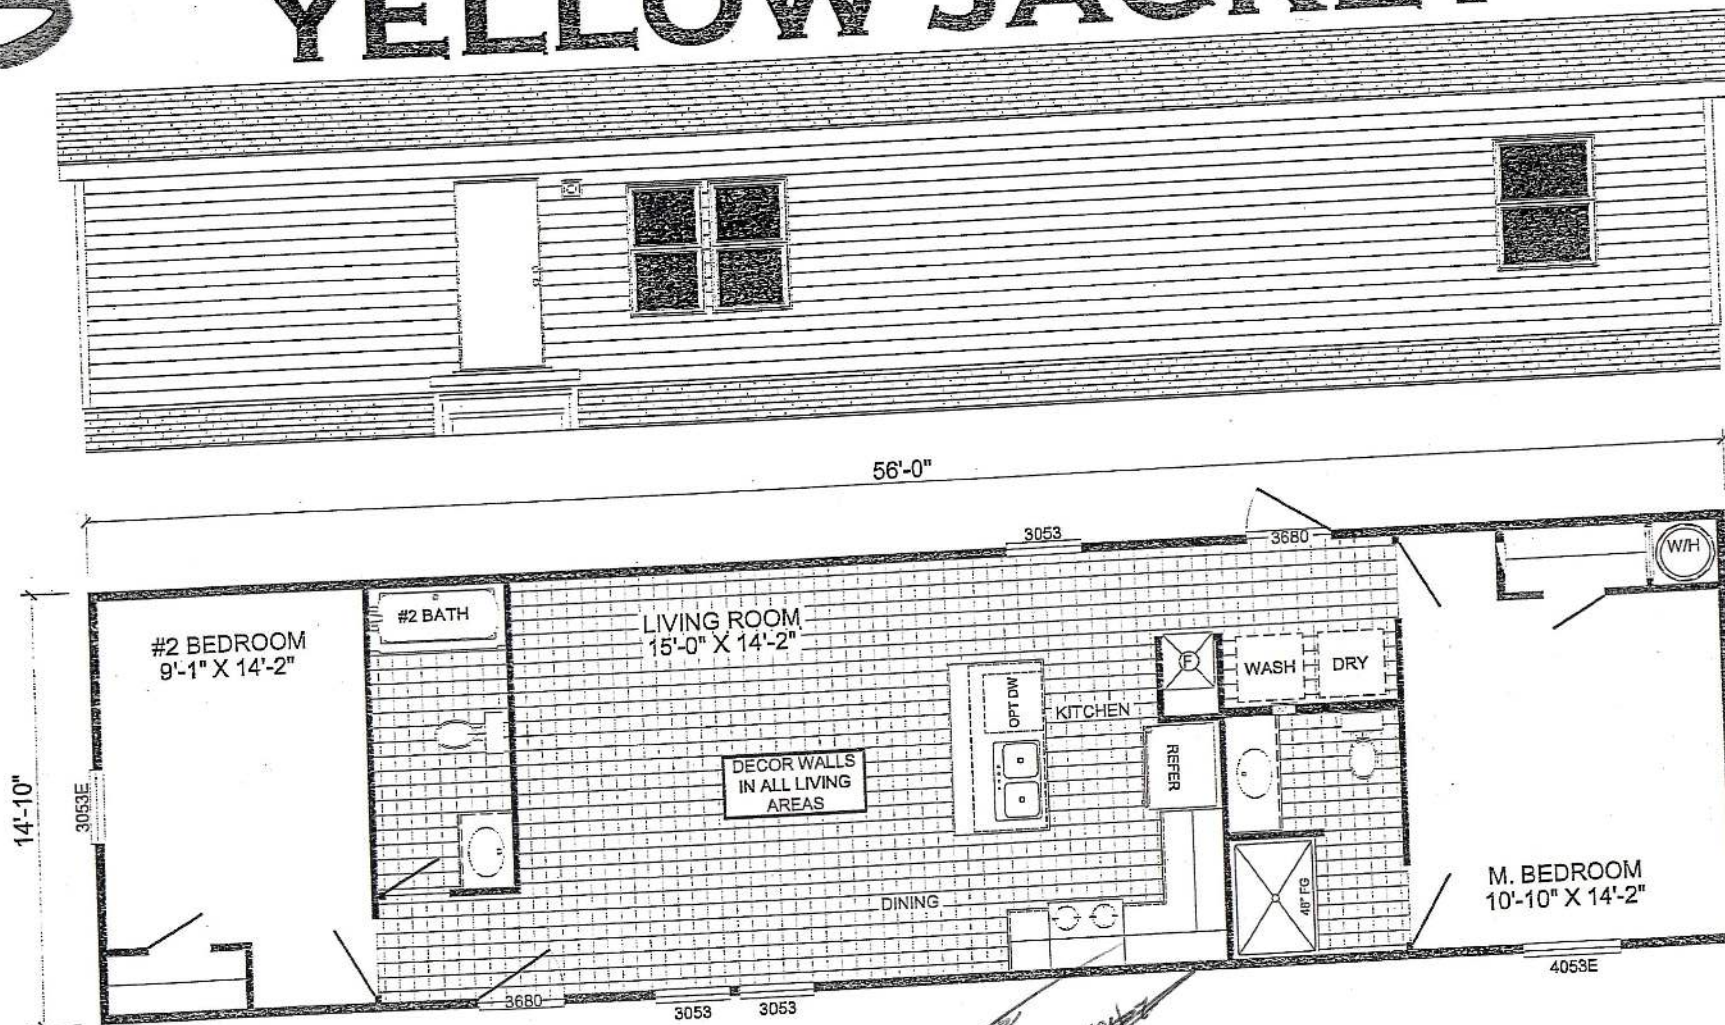 YELLOW JACKET
56'-0"
3053
3680
W/H
#2 BEDROOM
9'-1" X 14'-2"
#2 BATH
LIVING ROOM
15'-0" X 14'-2"
F
WASH
DRY
OPT DW
KITCHEN
REFER
DECOR WALLS
IN ALL LIVING
AREAS
14'-10"
3053E
DINING
48" FG
M. BEDROOM
10'-10" X 14'-2"
3680
3053
3053
4053E